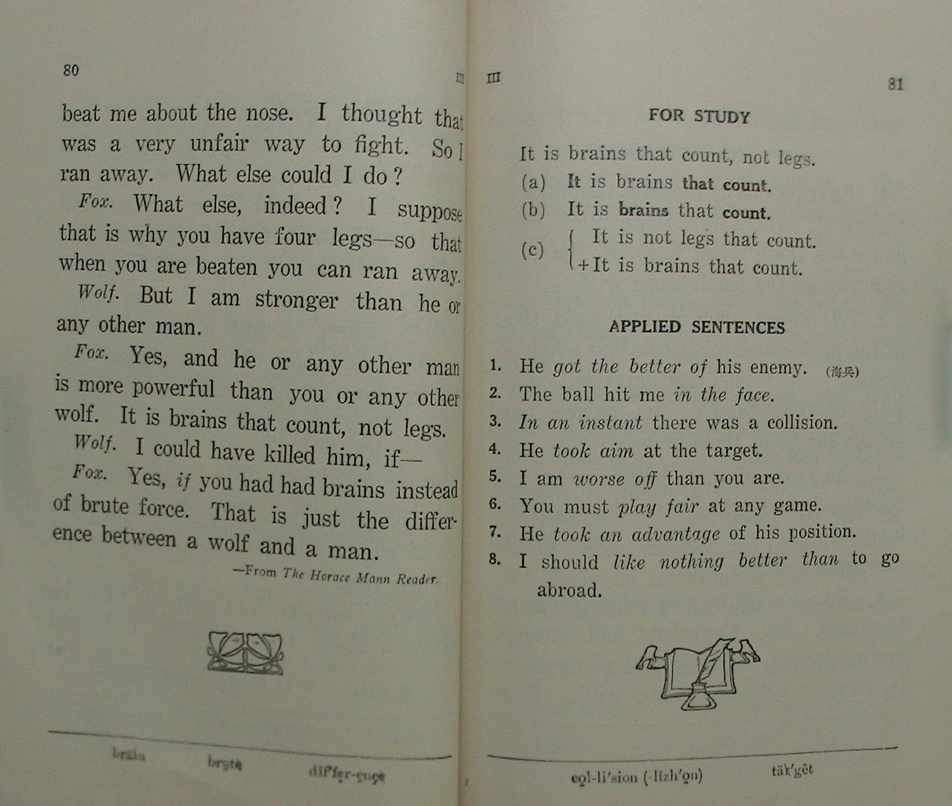 80
III
beat me about the nose. I thought that
was a very unfair way to fight. So I
ran away. What else could I do?
Fox. What else, indeed? I suppose
that is why you have four legs—so that
when you are beaten you can ran away.
Wolf. But I am stronger than he or
any other man.
Fox. Yes, and he or any other man
is more powerful than you or any other
wolf. It is brains that count, not legs.
Wolf. I could have killed him, if—
Fox. Yes, if you had had brains instead
of brute force. That is just the differ-
ence between a wolf and a man.
—From The Horace Mann Reader.
III
81
FOR STUDY
It is brains that count, not legs.
(a) It is brains that count.
(b) It is brains that count.
(c) It is not legs that count.
+It is brains that count.
APPLIED SENTENCES
1. He got the better of his enemy. (海兵)
2. The ball hit me in the face.
3. In an instant there was a collision.
4. He took aim at the target.
5. I am worse off than you are.
6. You must play fair at any game.
7. He took an advantage of his position.
8. I should like nothing better than to go
abroad.